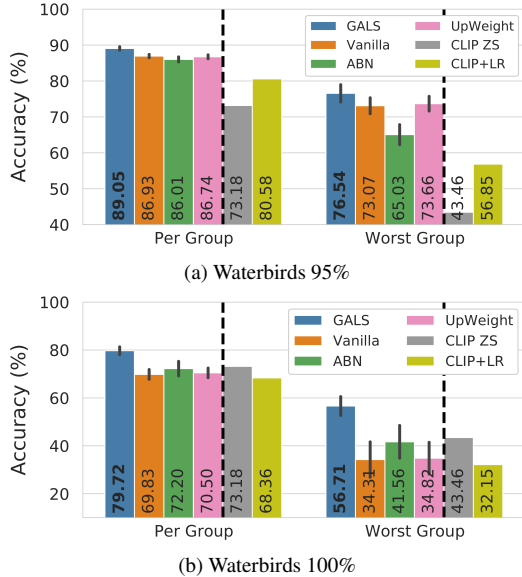 100
90
80
70
60
50
40
Accuracy (%)
GALS
Vanilla
ABN
UpWeight
CLIP ZS
CLIP+LR
89.05
86.93
86.01
86.74
73.18
80.58
76.54
73.07
65.03
73.66
43.46
56.85
Per Group
Worst Group
(a) Waterbirds 95%
100
80
60
40
20
Accuracy (%)
GALS
Vanilla
ABN
UpWeight
CLIP ZS
CLIP+LR
79.72
69.83
72.20
70.50
73.18
68.36
56.71
34.31
41.56
34.82
43.46
32.15
Per Group
Worst Group
(b) Waterbirds 100%